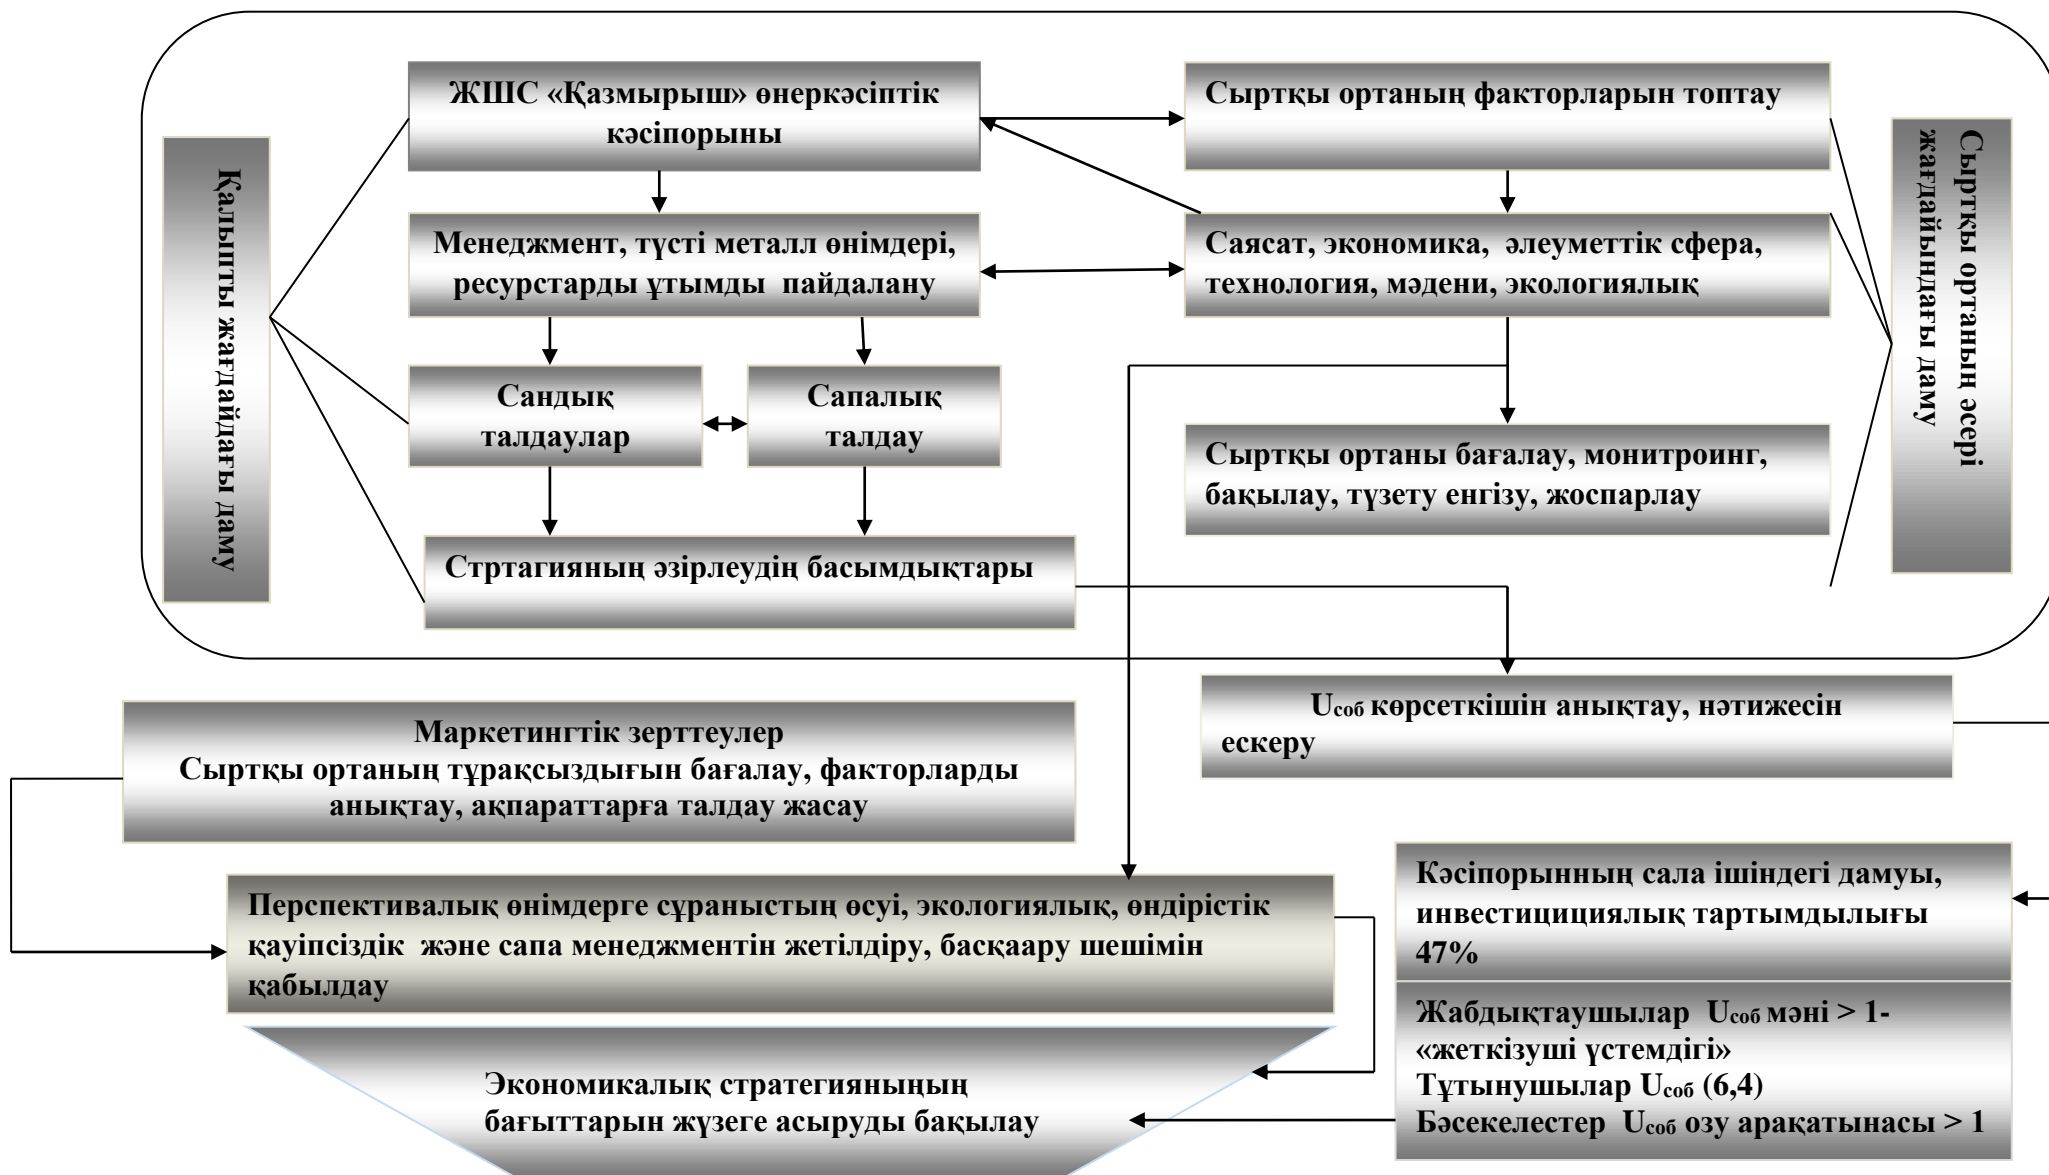 ЖШС «Қазмырыш» өнеркәсіптік
кәсіпорыны
Сыртқы ортаның факторларын топтау
Қалыпты жағдайдағы даму
Сыртқы ортаның әсері
жағдайындағы даму
Менеджмент, түсті металл өнімдері,
ресурстарды ұтымды пайдалану
Саясат, экономика, әлеуметтік сфера,
технология, мәдени, экологиялық
Сандық
талдаулар
Сапалық
талдау
Сыртқы ортаны бағалау, монитроинг,
бақылау, түзету енгізу, жоспарлау
Стртагияның әзірлеудің басымдықтары
Uсоб көрсеткішін анықтау, нәтижесін
ескеру
Маркетингтік зерттеулер
Сыртқы ортаның тұрақсыздығын бағалау, факторларды
анықтау, ақпараттарға талдау жасау
Кәсіпорынның сала ішіндегі дамуы,
инвестицициялық тартымдылығы
47%
Перспективалық өнімдерге сұраныстың өсуі, экологиялық, өндірістік
қауіпсіздік және сапа менеджментін жетілдіру, басқаару шешімін
қабылдау
Жабдықтаушылар Uсоб мәні > 1-
«жеткізуші үстемдігі»
Тұтынушылар Uсоб (6,4)
Бәсекелестер Uсоб озу арақатынасы > 1
Экономикалық стратегияныңың
бағыттарын жүзеге асыруды бақылау